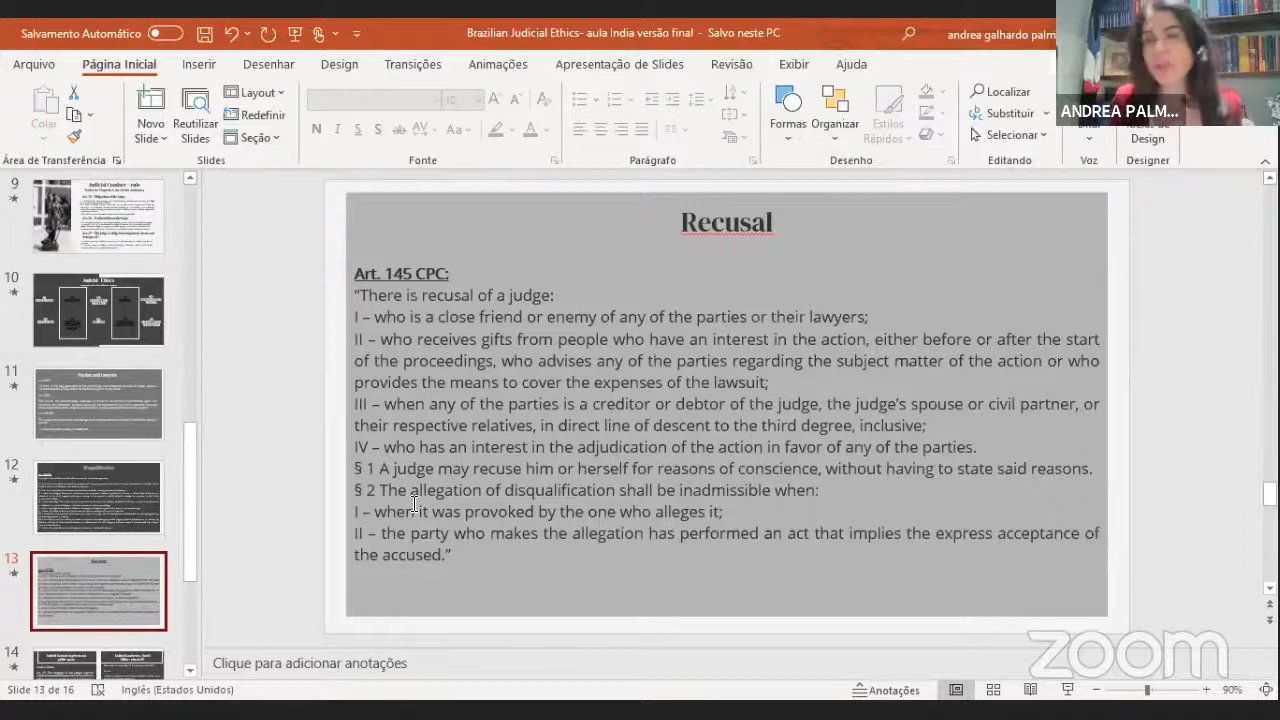 Salvamento Automático
Brazilian Judicial Ethics- aula India versão final – Salvo neste PC
andrea galhardo palm
Arquivo Página Inicial Inserir Desenhar Design Transições Animações Apresentação de Slides Revisão Exibir Ajuda
Colar
Novo Slide
Reutilizar Slides
Layout
Redefinir
Seção
10
N I S S ab AV Aa A
Formas
Organizar
Estilos Rápidos
Localizar
Substituir
Selecionar
Design
ANDREA PALM...
Área de Transferência Slides Fonte Parágrafo Desenho Editando Voz Designer
9
10
11
12
13
14
Recusal
Art. 145 CPC:
“There is recusal of a judge:
I – who is a close friend or enemy of any of the parties or their lawyers;
II – who receives gifts from people who have an interest in the action, either before or after the start
of the proceedings, who advises any of the parties regarding the subject matter of the action or who
provides the means to cover the expenses of the lawsuit;
III – when any of the parties is a creditor or debtor of the judge, the judge’s spouse or civil partner, or
their respective relatives, in direct line of descent to the third degree, inclusive;
IV – who has an interest in the adjudication of the action in favor of any of the parties.
§ 1 A judge may recuse him or herself for reasons of conscience, without having to state said reasons.
The allegation shall be inadmissible when:
– when it was provoked by the one who alleges it;
II – the party who makes the allegation has performed an act that implies the express acceptance of
the accused.”
Clique para adicionar anotações
Slide 13 de 16 Inglês (Estados Unidos) Anotações 90%
zoom